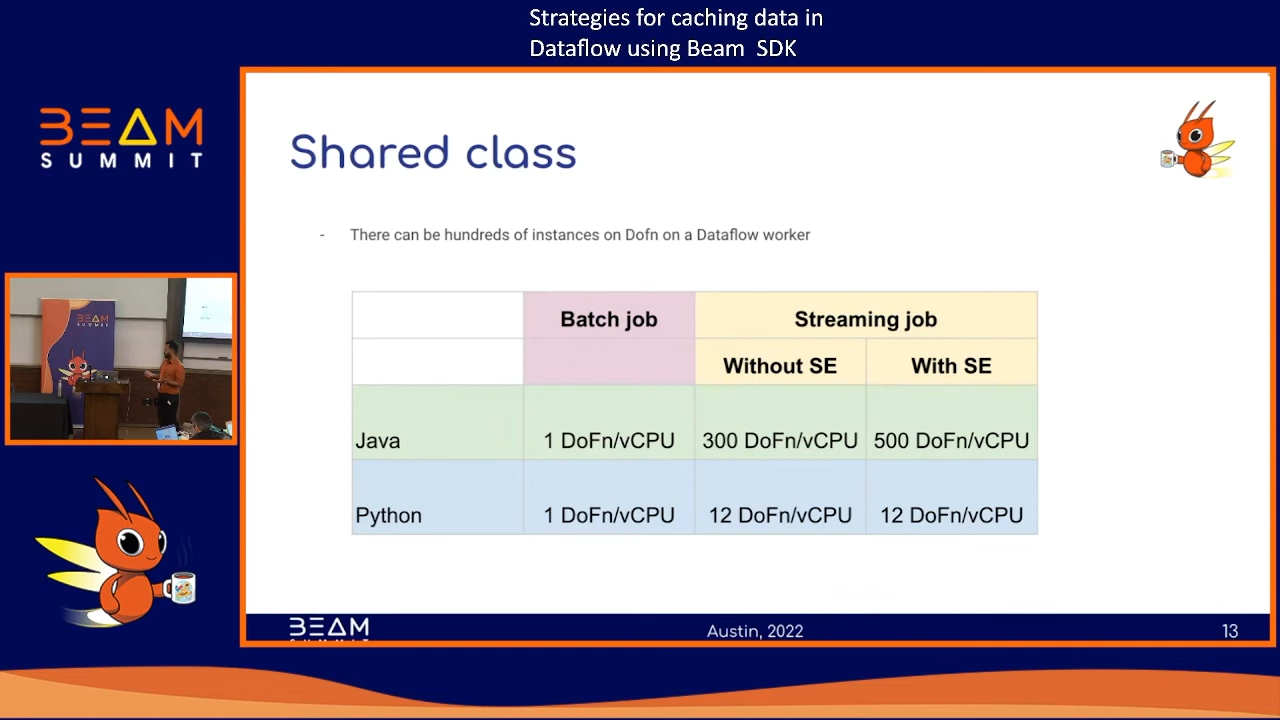 Strategies for caching data in
Dataflow using Beam SDK
BEAM
SUMMIT
Shared class
- There can be hundreds of instances on Dofn on a Dataflow worker
Batch job Streaming job
Without SE With SE
Java 1 DoFn/vCPU 300 DoFn/vCPU 500 DoFn/vCPU
Python 1 DoFn/vCPU 12 DoFn/vCPU 12 DoFn/vCPU
BEAM
Austin, 2022
13
BEAM